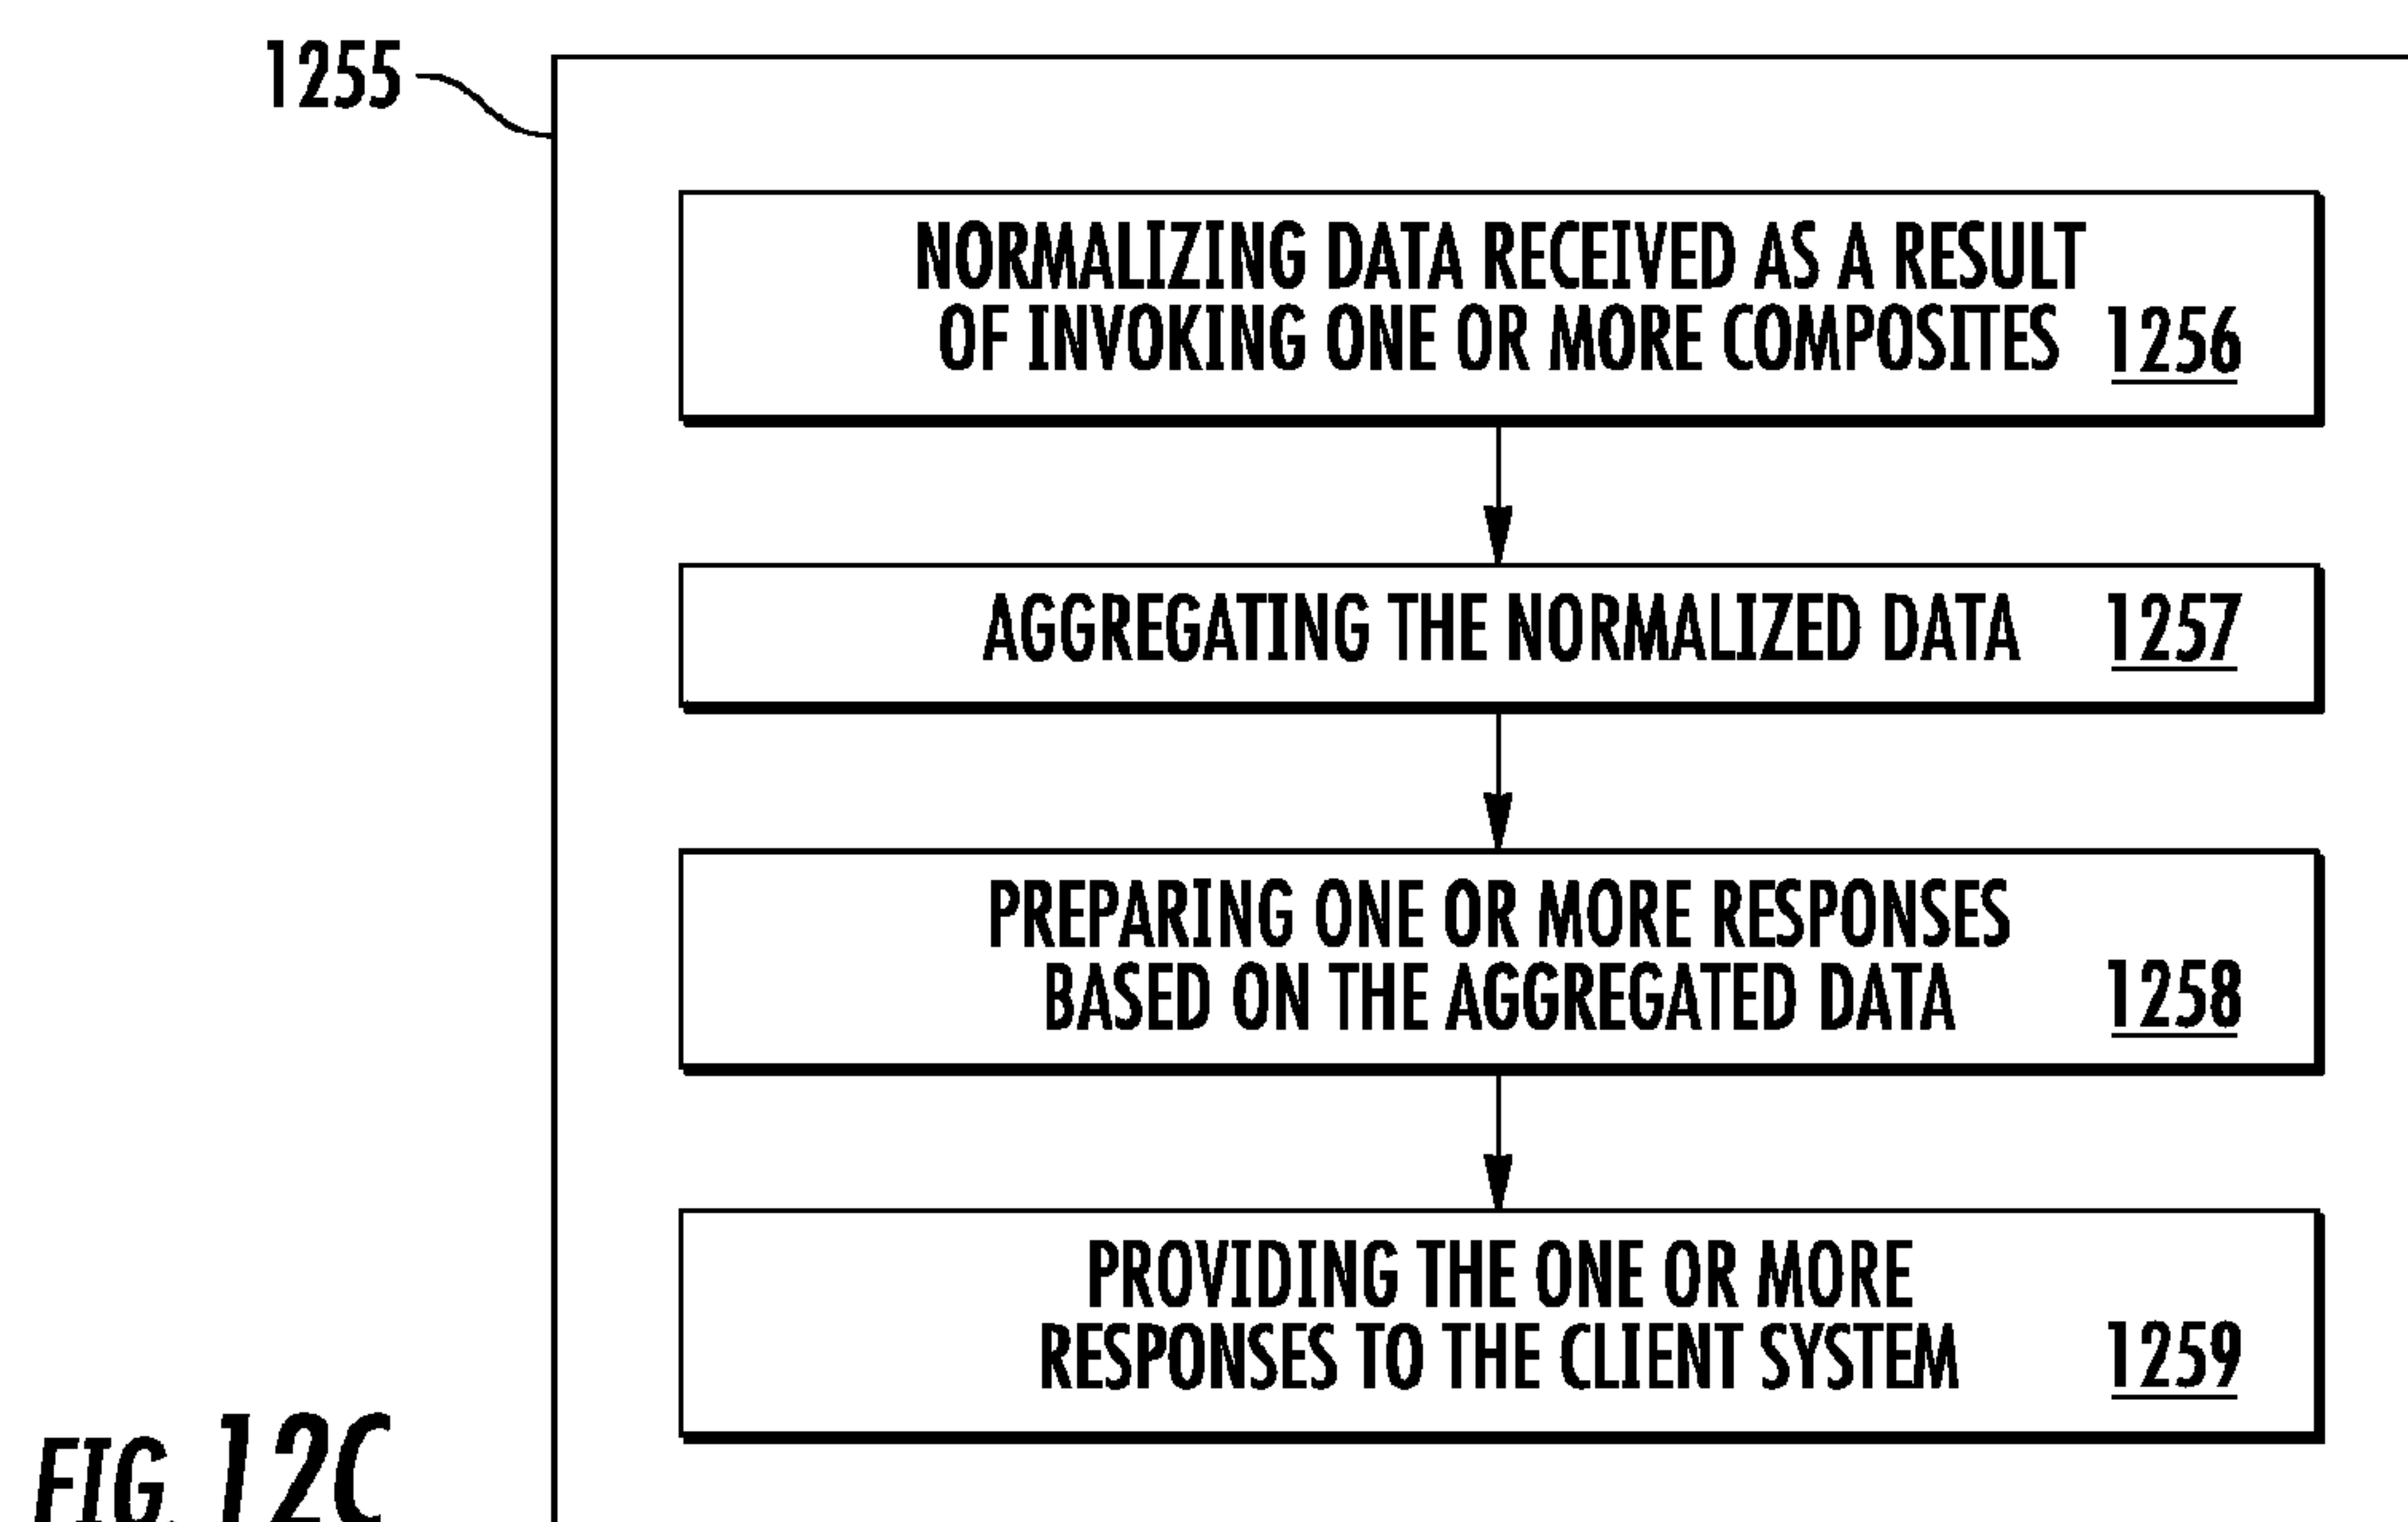 1255
NORMALIZING DATA RECEIVED AS A RESULT
OF INVOKING ONE OR MORE COMPOSITES 1256
AGGREGATING THE NORMALIZED DATA 1257
PREPARING ONE OR MORE RESPONSES
BASED ON THE AGGREGATED DATA 1258
PROVIDING THE ONE OR MORE
RESPONSES TO THE CLIENT SYSTEM 1259
FIG. 12C